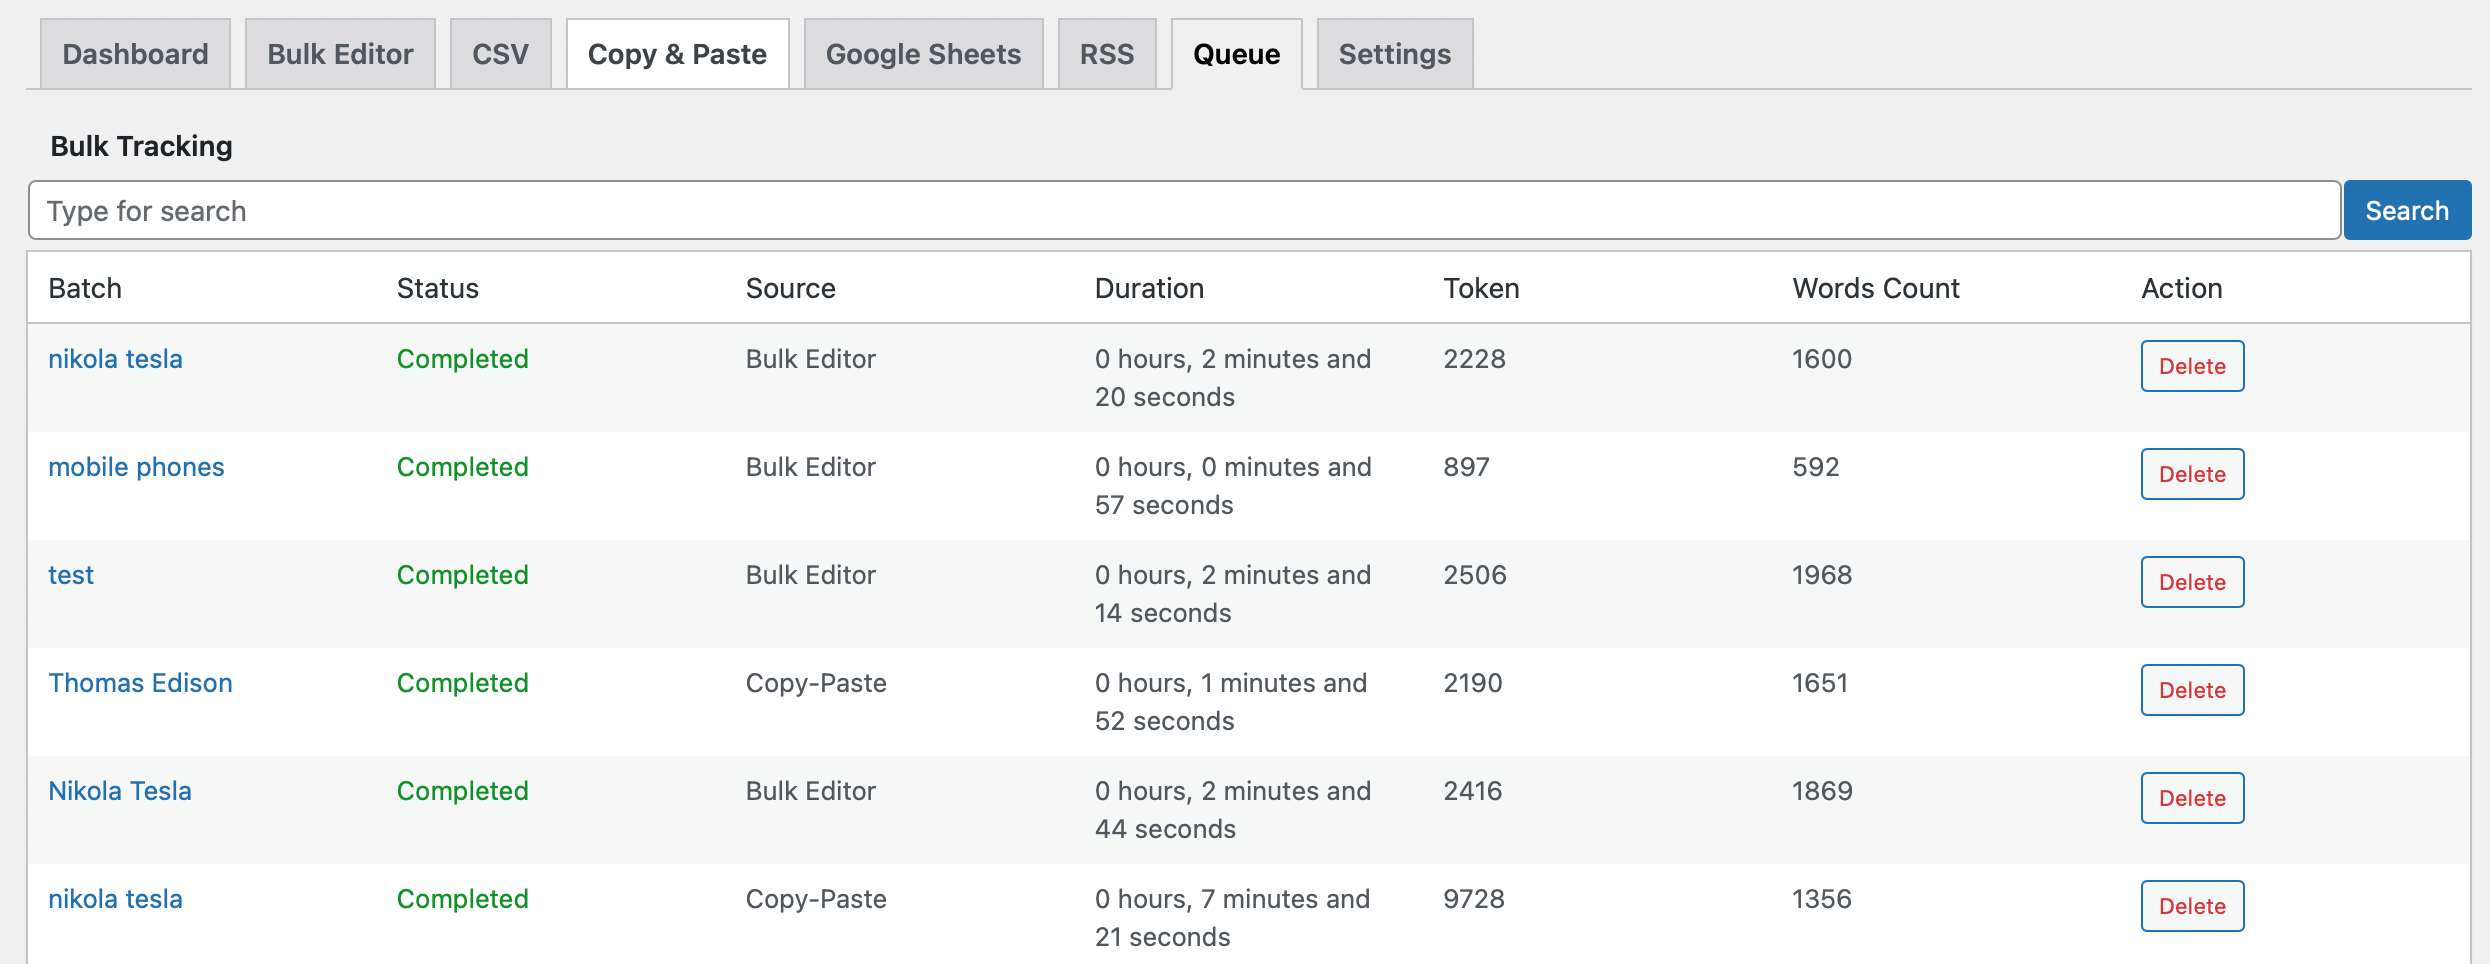 Dashboard Bulk Editor CSV Copy & Paste Google Sheets RSS Queue Settings
Bulk Tracking
Type for search Search
Batch Status Source Duration Token Words Count Action
nikola tesla Completed Bulk Editor 0 hours, 2 minutes and 2228 1600 Delete
20 seconds
mobile phones Completed Bulk Editor 0 hours, 0 minutes and 897 592 Delete
57 seconds
test Completed Bulk Editor 0 hours, 2 minutes and 2506 1968 Delete
14 seconds
Thomas Edison Completed Copy-Paste 0 hours, 1 minutes and 2190 1651 Delete
52 seconds
Nikola Tesla Completed Bulk Editor 0 hours, 2 minutes and 2416 1869 Delete
44 seconds
nikola tesla Completed Copy-Paste 0 hours, 7 minutes and 9728 1356 Delete
21 seconds